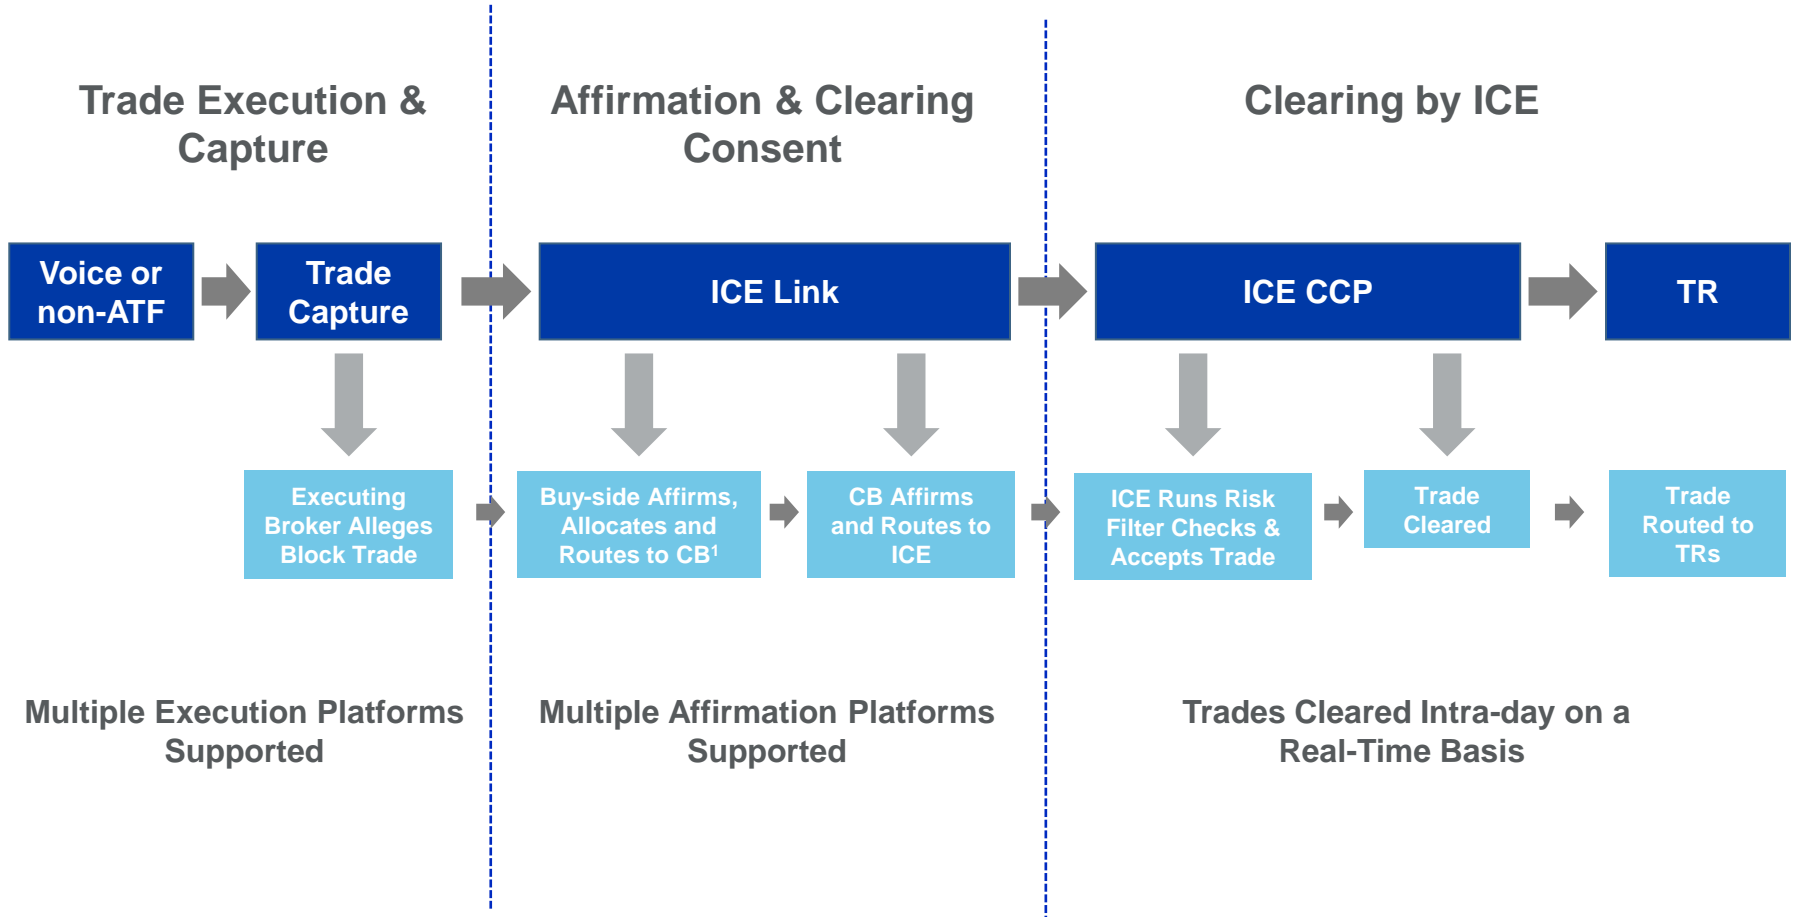 Trade Execution &
Capture
Affirmation & Clearing
Consent
Clearing by ICE
Voice or
non-ATF
Trade
Capture
ICE Link
ICE CCP
TR
Executing
Broker Alleges
Block Trade
Buy-side Affirms,
Allocates and
Routes to CB¹
CB Affirms
and Routes to
ICE
ICE Runs Risk
Filter Checks &
Accepts Trade
Trade
Cleared
Trade
Routed to
TRs
Multiple Execution Platforms
Supported
Multiple Affirmation Platforms
Supported
Trades Cleared Intra-day on a
Real-Time Basis